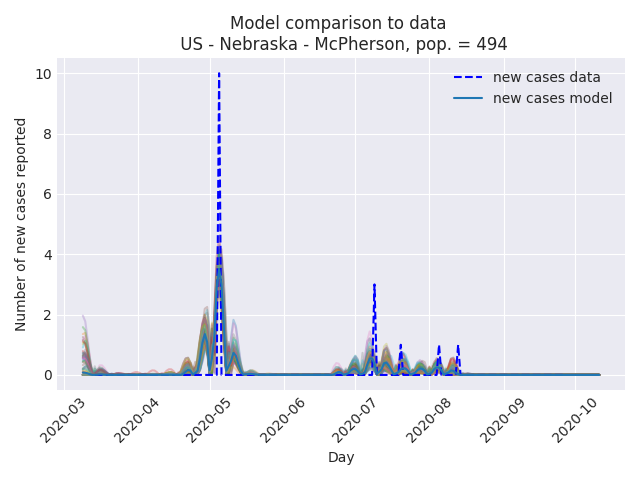 Model comparison to data
US - Nebraska - McPherson, pop. = 494
new cases data
new cases model
Number of new cases reported
10
8
6
4
2
0
2020-03
2020-04
2020-05
2020-06
2020-07
2020-08
2020-09
2020-10
Day